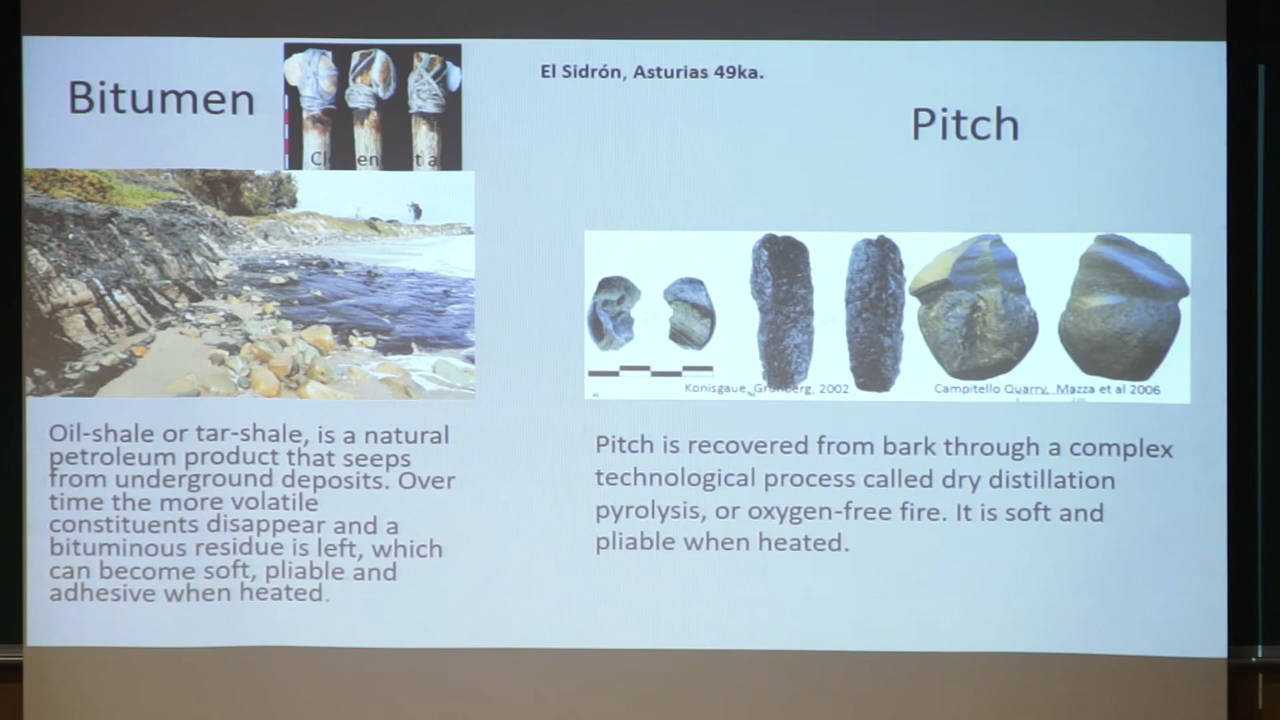 Bitumen
El Sidrón, Asturias 49ka.
Pitch
Konisgaue, Grünberg, 2002
Campitello Quarry, Mazza et al 2006
Oil-shale or tar-shale, is a natural
petroleum product that seeps
from underground deposits. Over
time the more volatile
constituents disappear and a
bituminous residue is left, which
can become soft, pliable and
adhesive when heated.
Pitch is recovered from bark through a complex
technological process called dry distillation
pyrolysis, or oxygen-free fire. It is soft and
pliable when heated.